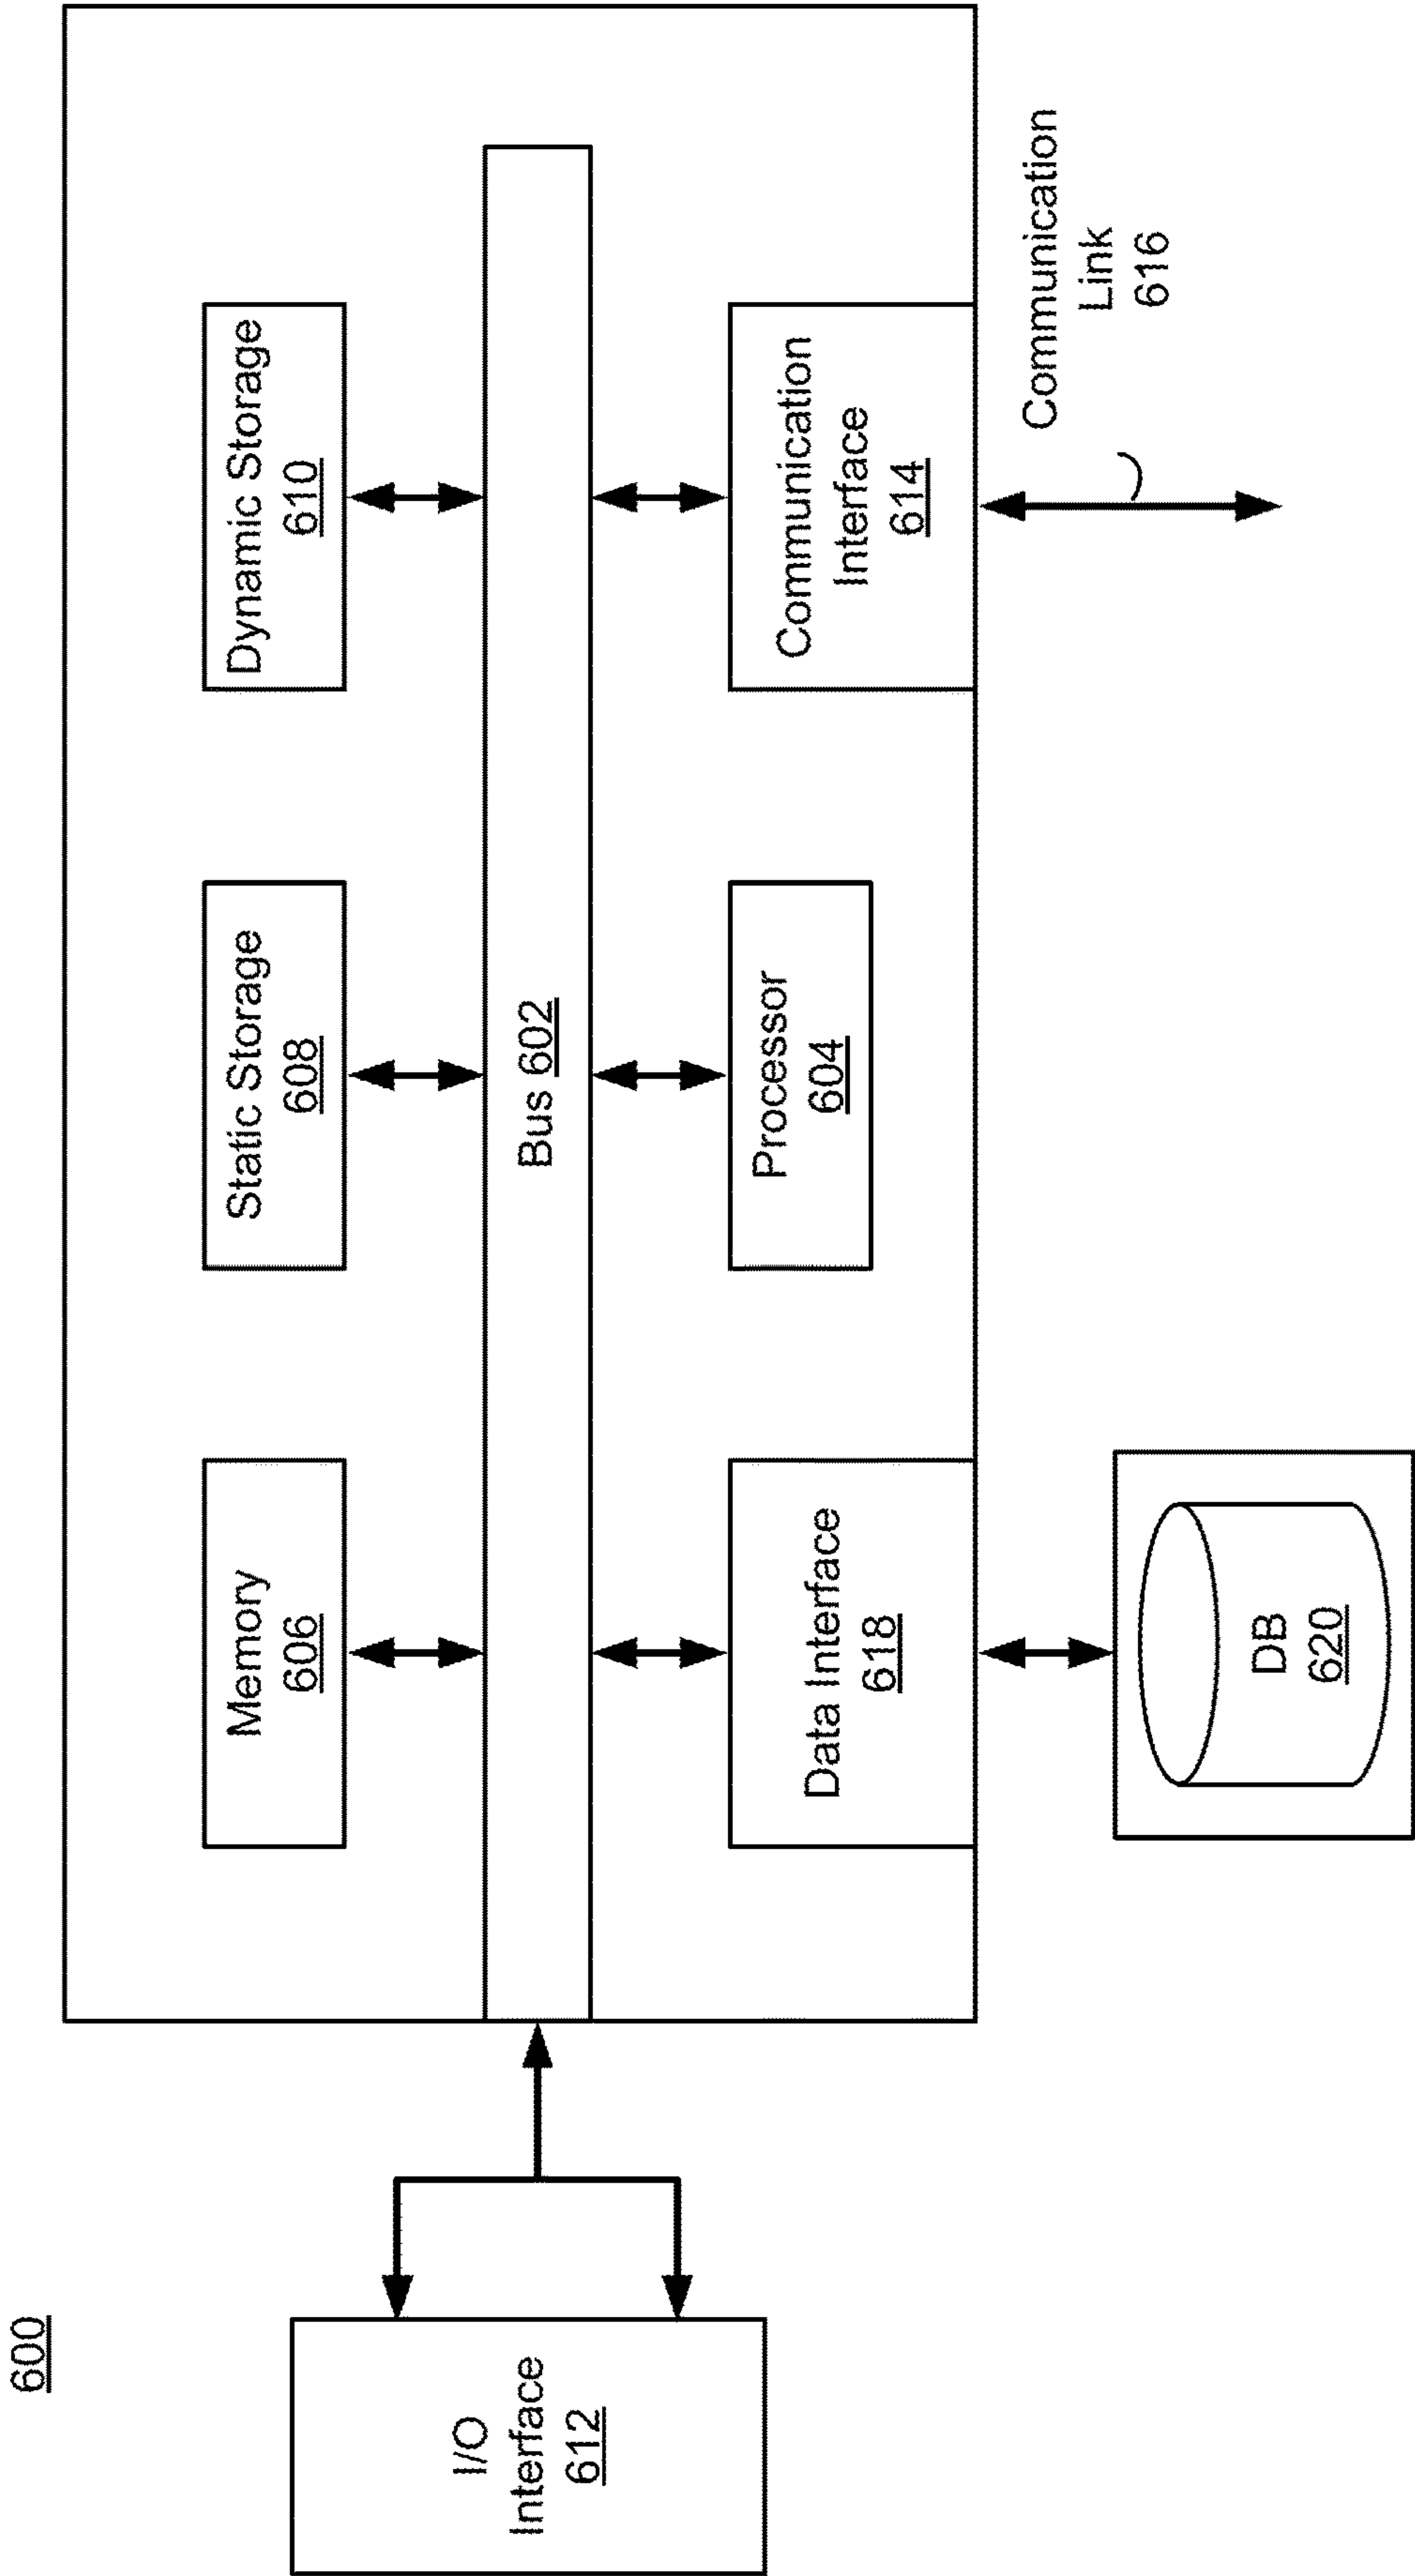 600
Memory
606
Static Storage
608
Dynamic Storage
610
I/O
Interface
612
Bus 602
Data Interface
618
Processor
604
Communication
Interface
614
DB
620
Communication
Link
616